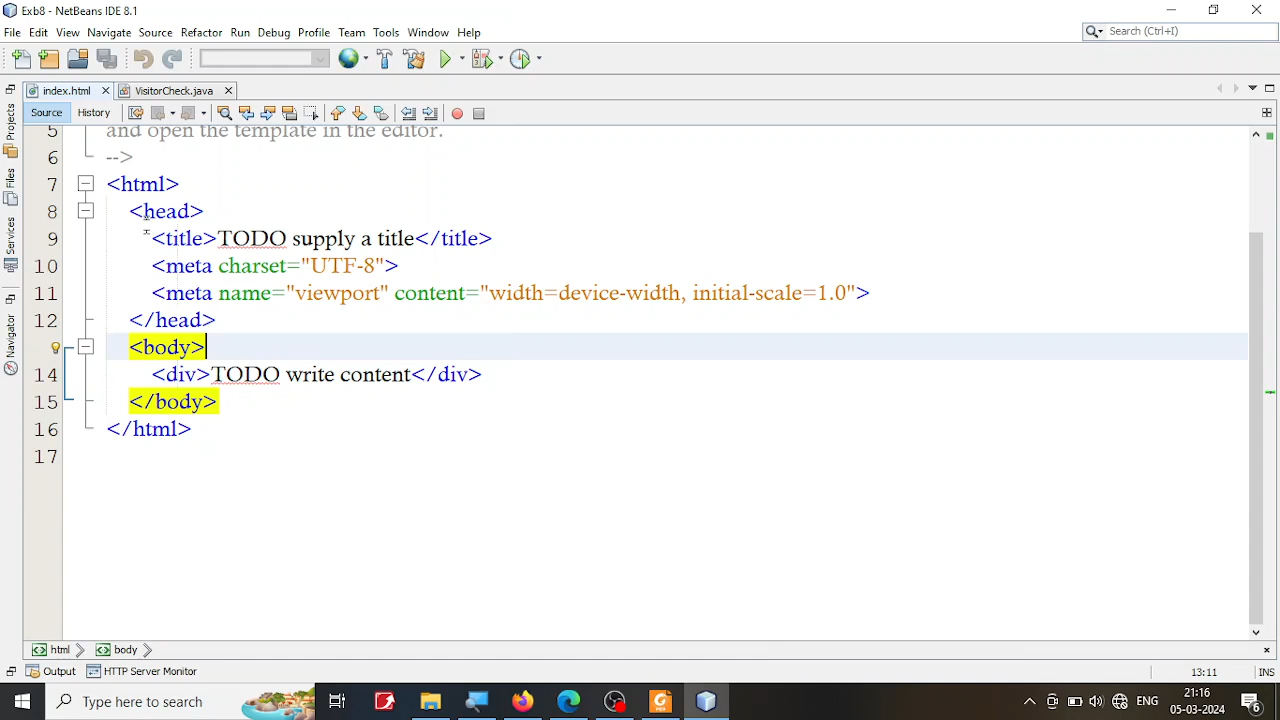 Exb8 - NetBeans IDE 8.1
File Edit View Navigate Source Refactor Run Debug Profile Team Tools Window Help
Search (Ctrl+I)
index.html VisitorCheck.java
Source History
Projects
Files
Services
Navigator
5 and open the template in the editor.
6 -->
7 <html>
8 <head>
9 <title>TODO supply a title</title>
10 <meta charset="UTF-8">
11 <meta name="viewport" content="width=device-width, initial-scale=1.0">
12 </head>
<body>
14 <div>TODO write content</div>
15 </body>
16 </html>
17
html body
Output HTTP Server Monitor
13:11 INS
Type here to search
ENG
21:16
05-03-2024
6